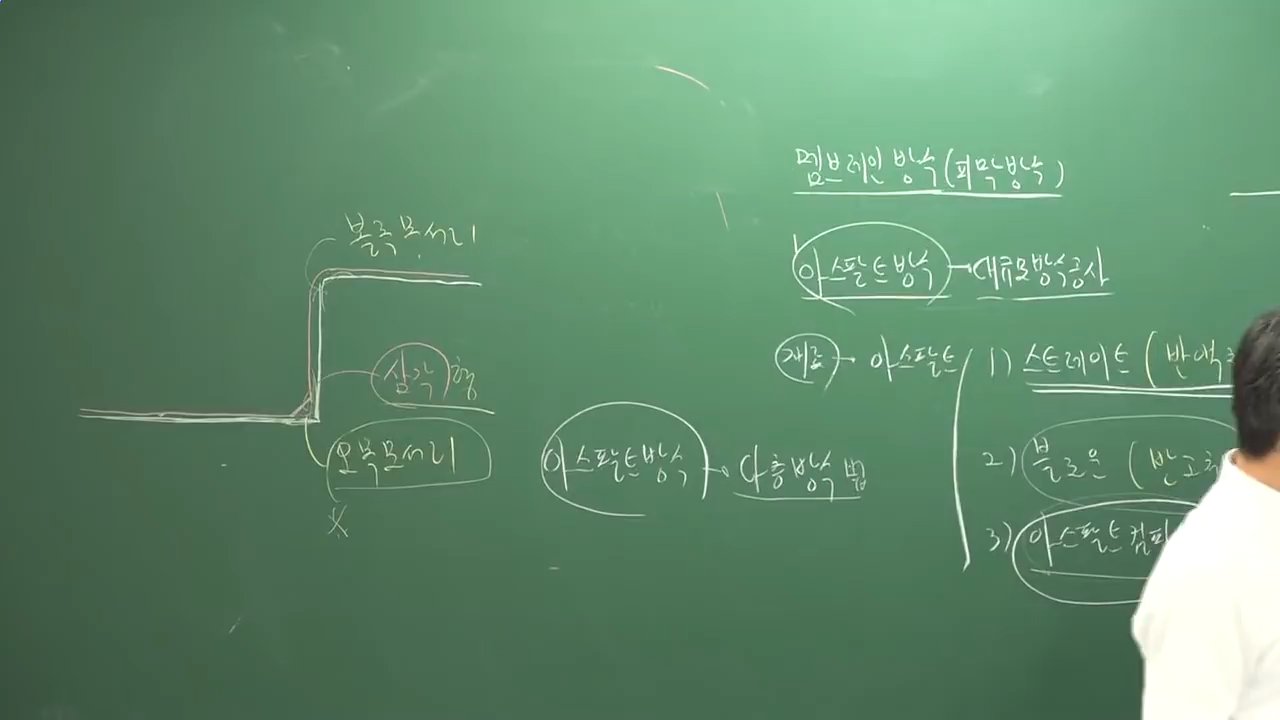 볼록모서리
삼각형
오목모서리
아스팔트방수 → 다층방수법
멤브레인 방수(피막방수)
아스팔트방수 → 대규모방수공사
재료 → 아스팔트
1) 스트레이트 (반액
2) 블로운 (반고
3) 아스팔트 컴파